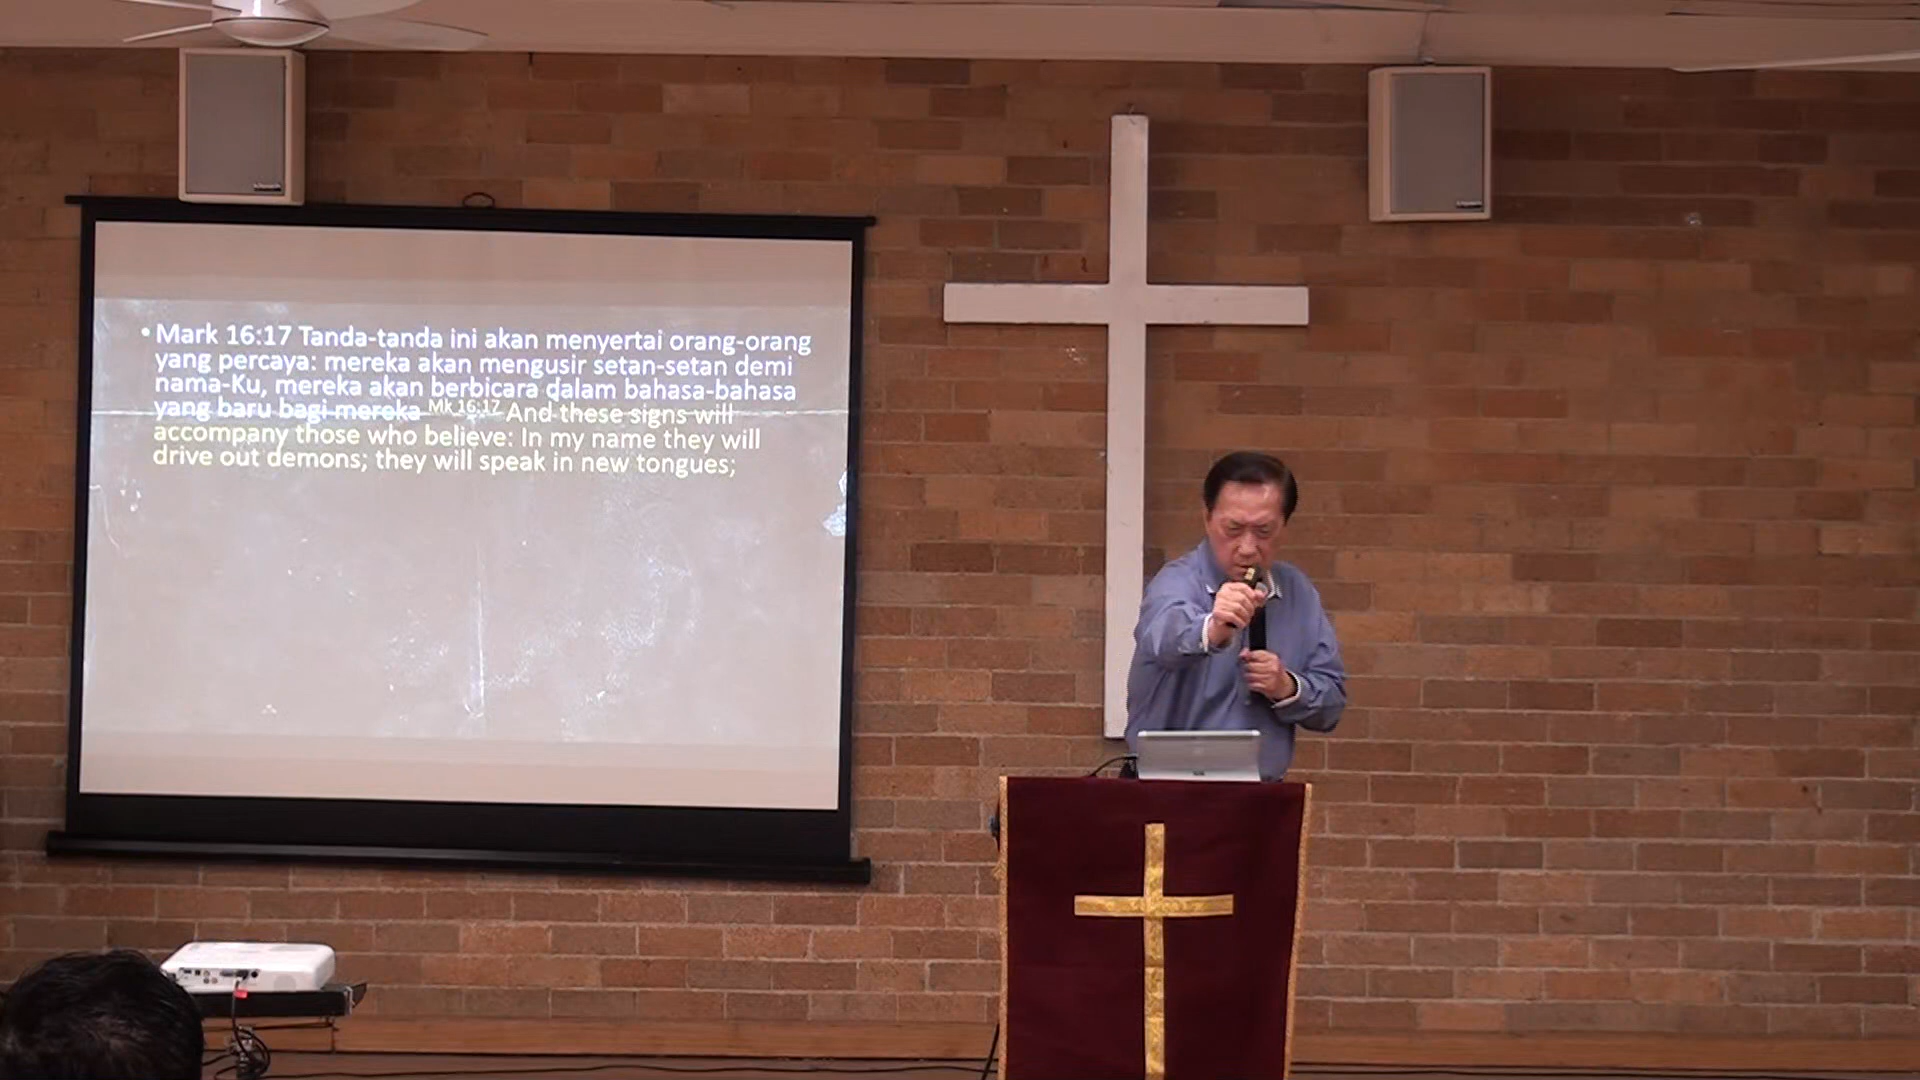 • Mark 16:17 Tanda-tanda ini akan menyertai orang-orang
yang percaya: mereka akan mengusir setan-setan demi
nama-Ku, mereka akan berbicara dalam bahasa-bahasa
yang baru bagi mereka Mk 16:17 And these signs will
accompany those who believe: In my name they will
drive out demons; they will speak in new tongues;